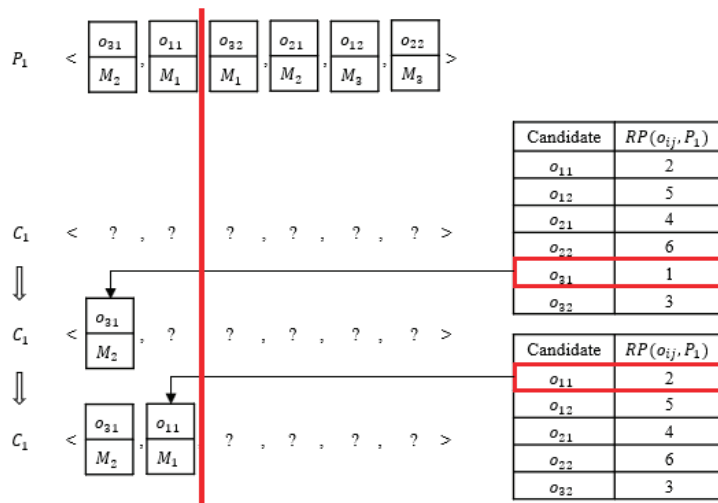 P₁ < o₃₁ , o₁₁ o₃₂ , o₂₁ , o₁₂ , o₂₂ >
M₂ M₁ M₁ M₂ M₃ M₃
Candidate RP(oᵢⱼ, P₁)
o₁₁ 2
o₁₂ 5
o₂₁ 4
C₁ < ? , ? ? , ? , ? , ? >
o₂₂ 6
o₃₁ 1
o₃₂ 3
⇓
C₁ < o₃₁ , ? ? , ? , ? , ? >
M₂
Candidate RP(oᵢⱼ, P₁)
o₁₁ 2
⇓
o₁₂ 5
C₁ < o₃₁ , o₁₁ ? , ? , ? , ? >
M₂ M₁
o₂₁ 4
o₂₂ 6
o₃₂ 3